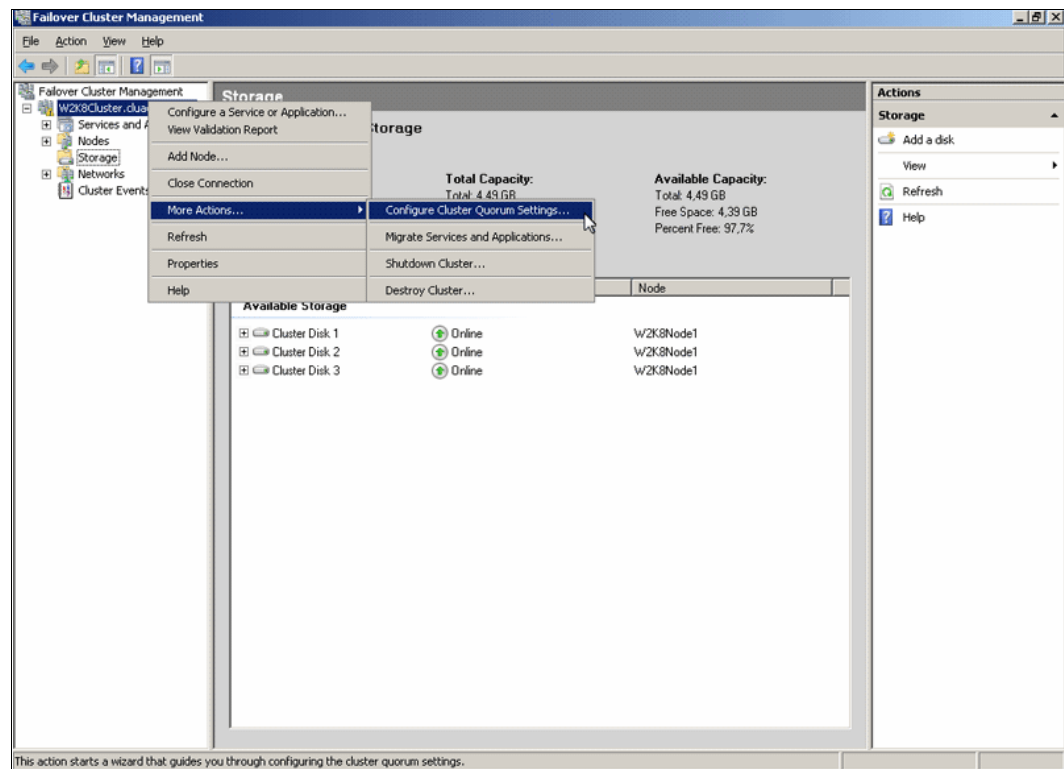 Failover Cluster Management
File Action View Help
Failover Cluster Management
W2K8Cluster.clua
Services and A
Nodes
Storage
Networks
Cluster Events
Configure a Service or Application...
View Validation Report
Add Node...
Close Connection
More Actions...
Refresh
Properties
Help
Configure Cluster Quorum Settings...
Migrate Services and Applications...
Shutdown Cluster...
Destroy Cluster...
Storage
Storage
Total Capacity:
Total: 4,49 GB
Available Capacity:
Total: 4,49 GB
Free Space: 4,39 GB
Percent Free: 97,7%
Node
Available Storage
Cluster Disk 1 Online W2K8Node1
Cluster Disk 2 Online W2K8Node1
Cluster Disk 3 Online W2K8Node1
Actions
Storage
Add a disk
View
Refresh
Help
This action starts a wizard that guides you through configuring the cluster quorum settings.